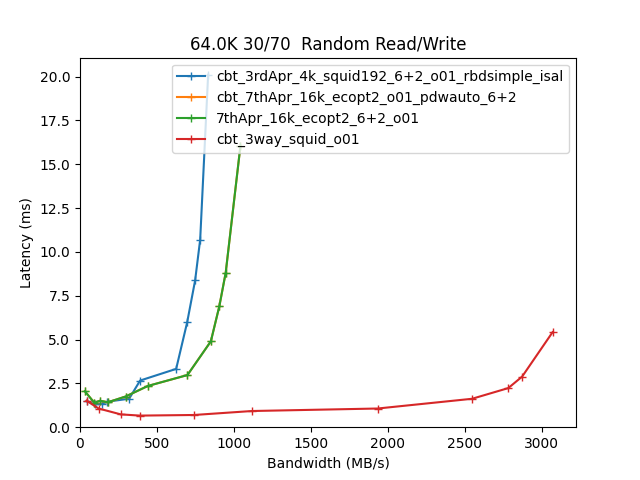 64.0K 30/70  Random Read/Write
cbt_3rdApr_4k_squid192_6+2_o01_rbdsimple_isal
cbt_7thApr_16k_ecopt2_o01_pdwauto_6+2
7thApr_16k_ecopt2_6+2_o01
cbt_3way_squid_o01
Latency (ms)
20.0
17.5
15.0
12.5
10.0
7.5
5.0
2.5
0.0
0 500 1000 1500 2000 2500 3000
Bandwidth (MB/s)